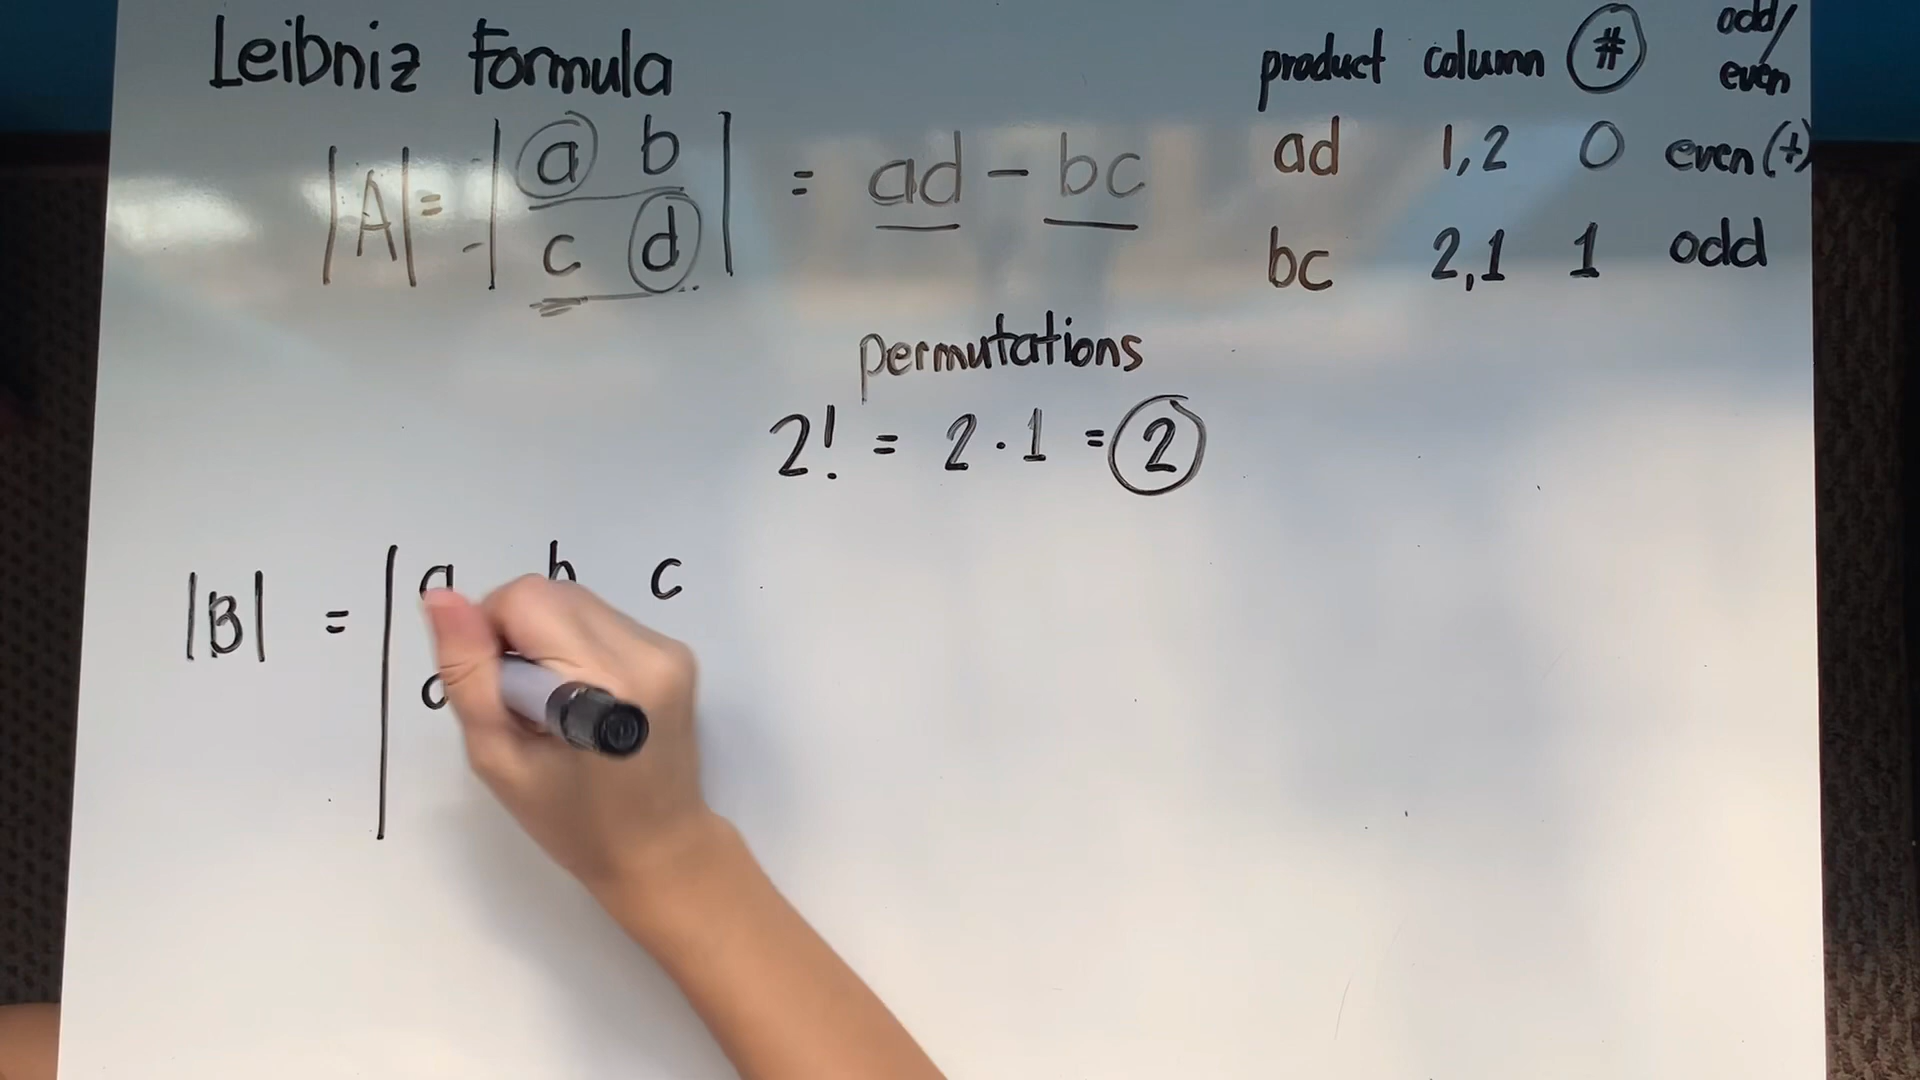 Leibniz Formula
|A| = |a b| = ad - bc
c d
product column # odd/even
ad 1,2 0 even (+)
bc 2,1 1 odd
permutations
2! = 2 · 1 = 2
|B| = | a b c